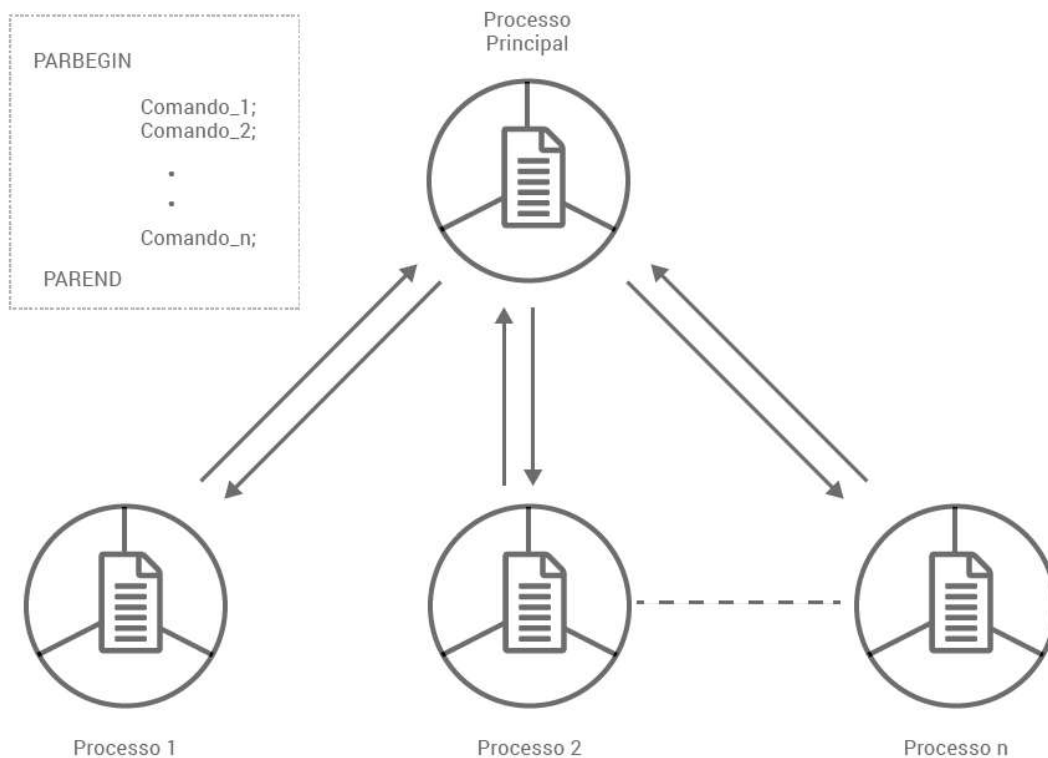 Processo
Principal
PARBEGIN
Comando_1;
Comando_2;
.
.
Comando_n;
PAREND
Processo 1
Processo 2
Processo n